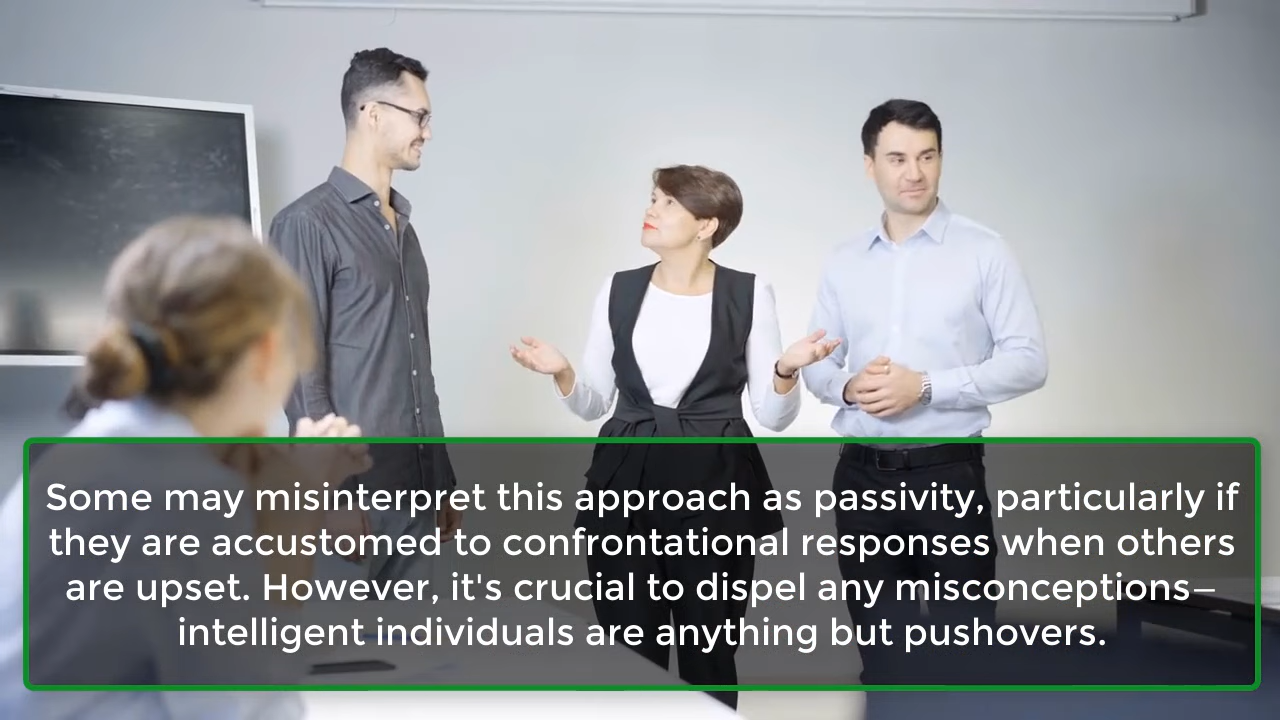 Some may misinterpret this approach as passivity, particularly if
they are accustomed to confrontational responses when others
are upset. However, it's crucial to dispel any misconceptions—
intelligent individuals are anything but pushovers.